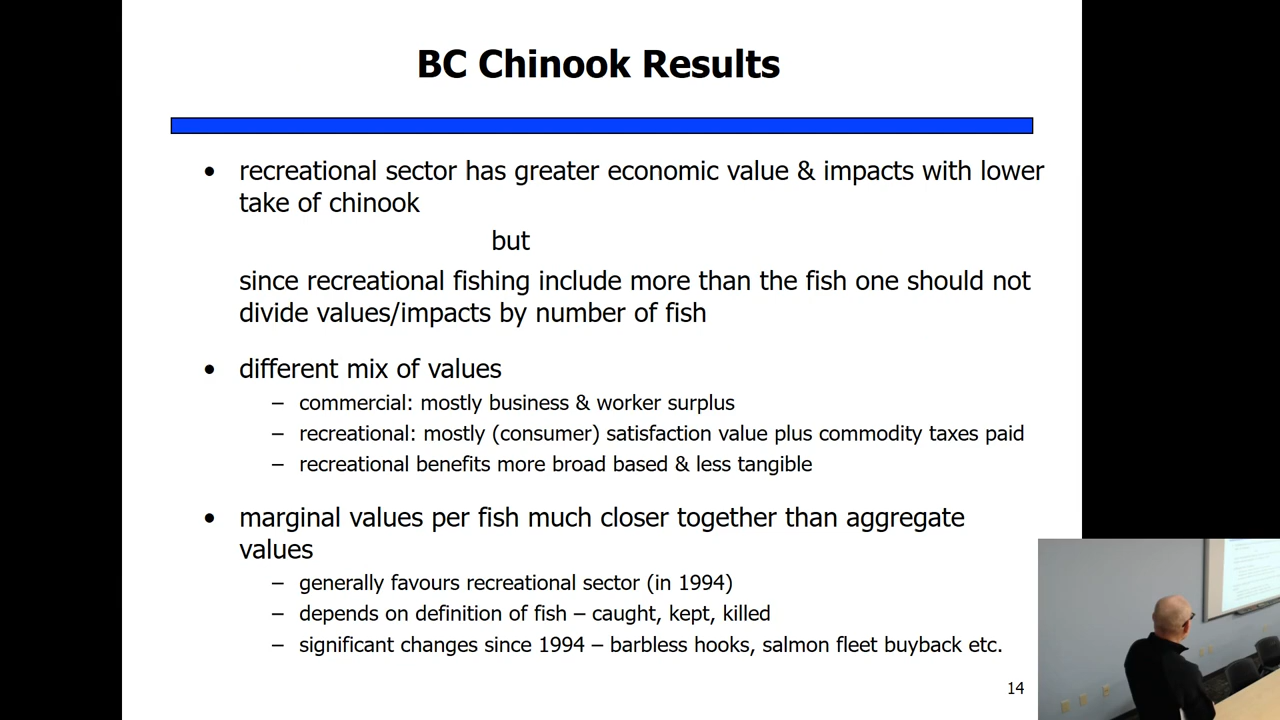 BC Chinook Results
• recreational sector has greater economic value & impacts with lower
take of chinook
but
since recreational fishing include more than the fish one should not
divide values/impacts by number of fish
• different mix of values
– commercial: mostly business & worker surplus
– recreational: mostly (consumer) satisfaction value plus commodity taxes paid
– recreational benefits more broad based & less tangible
• marginal values per fish much closer together than aggregate
values
– generally favours recreational sector (in 1994)
– depends on definition of fish – caught, kept, killed
– significant changes since 1994 – barbless hooks, salmon fleet buyback etc.
14